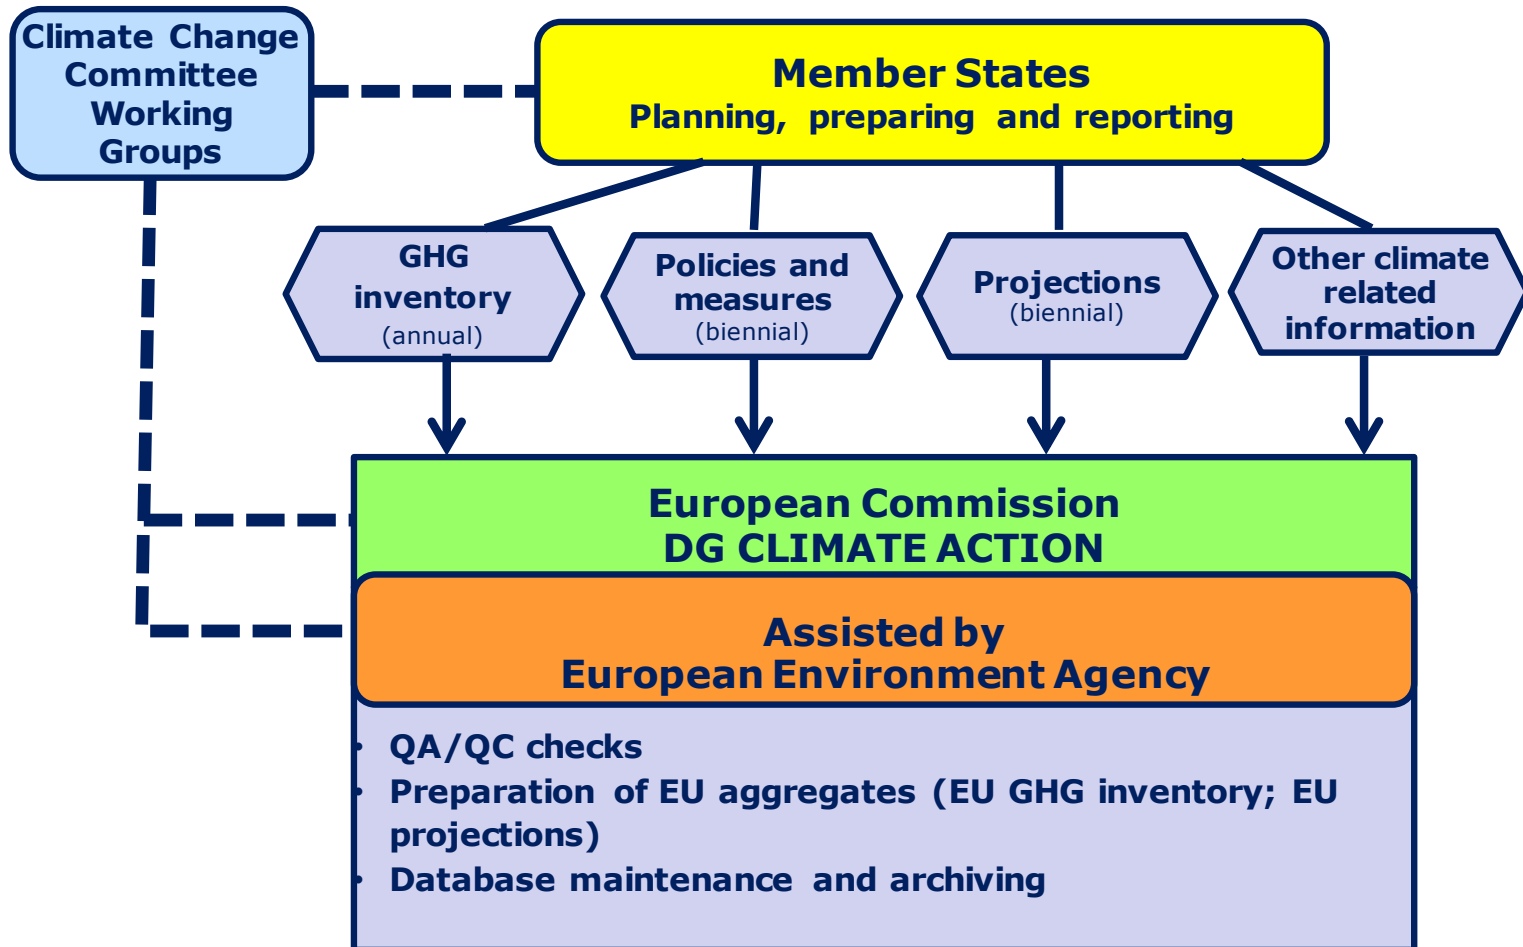 Climate Change
Committee
Working
Groups
Member States
Planning, preparing and reporting
GHG
inventory
(annual)
Policies and
measures
(biennial)
Projections
(biennial)
Other climate
related
information
European Commission
DG CLIMATE ACTION
Assisted by
European Environment Agency
• QA/QC checks
• Preparation of EU aggregates (EU GHG inventory; EU
projections)
• Database maintenance and archiving